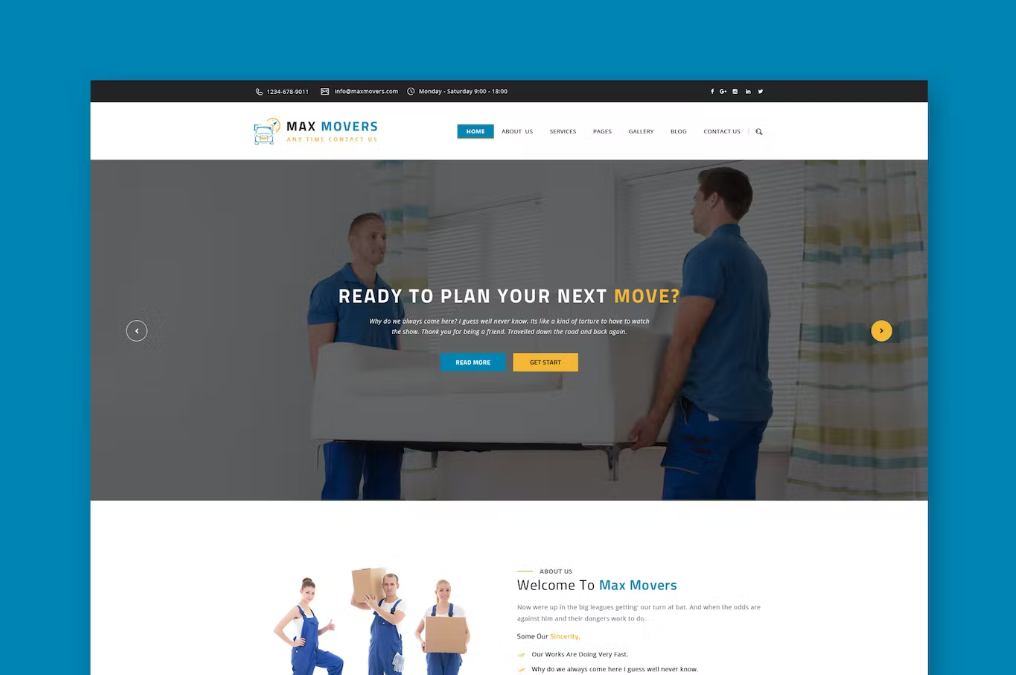 1234-678-9011 info@maxmovers.com Monday - Saturday 9:00 - 18:00
MAX MOVERS
ANY TIME CONTACT US
HOME ABOUT US SERVICES PAGES GALLERY BLOG CONTACT US
READY TO PLAN YOUR NEXT MOVE?
Why do we always come here? I guess well never know. Its like a kind of torture to have to watch
the show. Thank you for being a friend. Travelled down the road and back again.
READ MORE GET START
ABOUT US
Welcome To Max Movers
Now were up in the big leagues getting' our turn at bat. And when the odds are
against him and their dangers work to do.
Some Our Sincerity,
Our Works Are Doing Very Fast.
Why do we always come here I guess well never know.